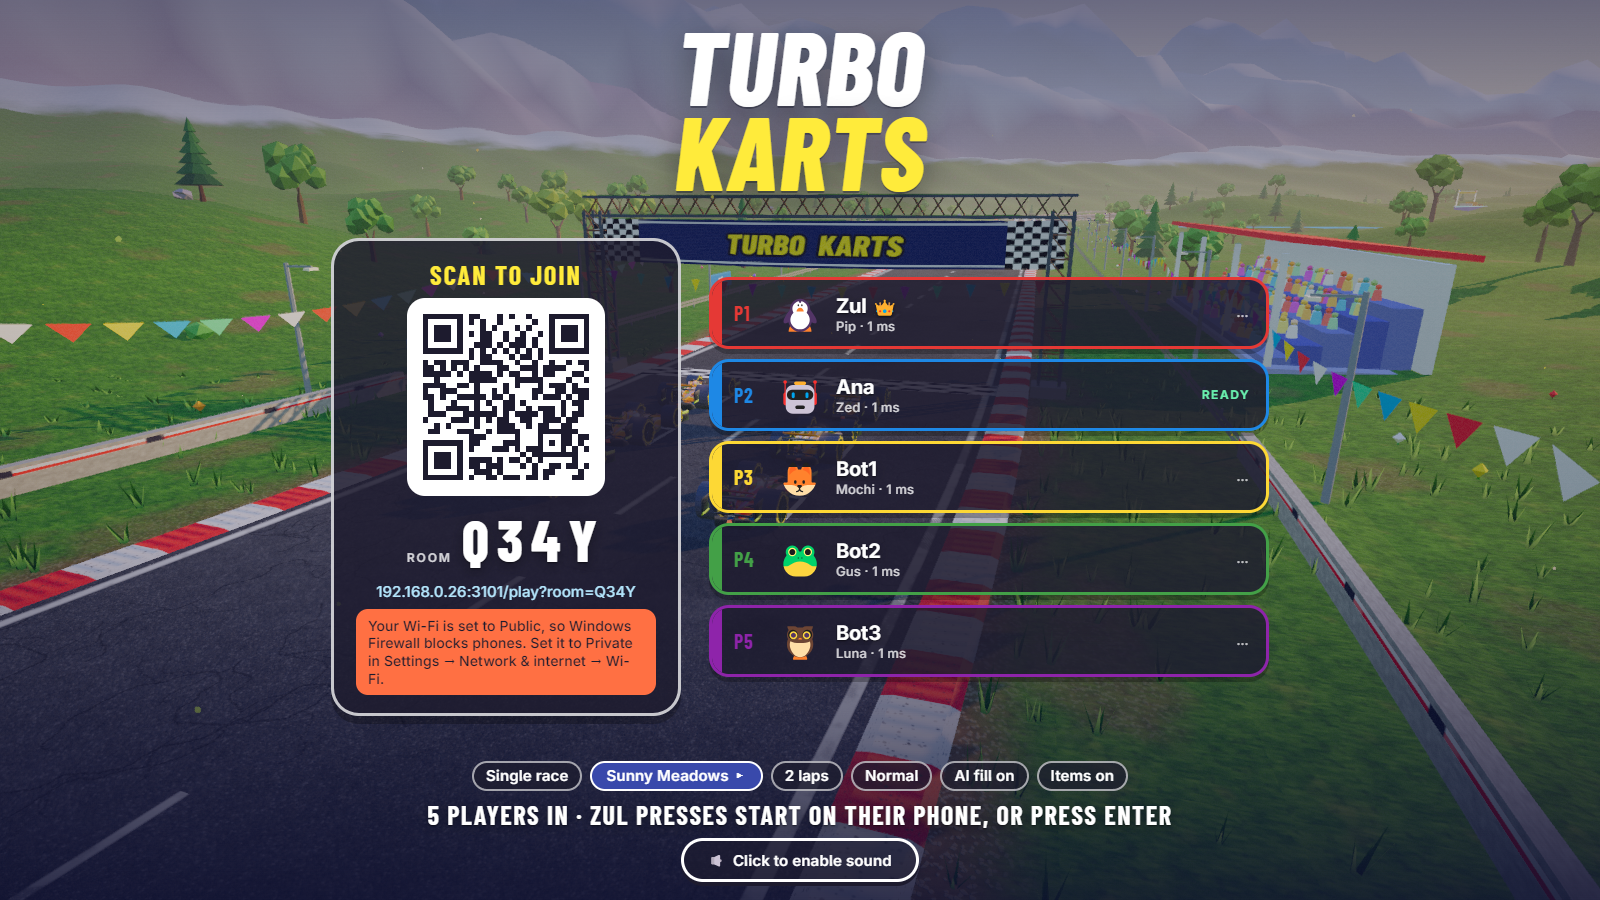 TURBO
KARTS
TURBO KARTS
SCAN TO JOIN
ROOM Q34Y
192.168.0.26:3101/play?room=Q34Y
Your Wi-Fi is set to Public, so Windows
Firewall blocks phones. Set it to Private
in Settings → Network & internet → Wi-
Fi.
P1
Zul
Pip · 1 ms
...
P2
Ana
Zed · 1 ms
READY
P3
Bot1
Mochi · 1 ms
...
P4
Bot2
Gus · 1 ms
...
P5
Bot3
Luna · 1 ms
...
Single race
Sunny Meadows
2 laps
Normal
AI fill on
Items on
5 PLAYERS IN · ZUL PRESSES START ON THEIR PHONE, OR PRESS ENTER
Click to enable sound